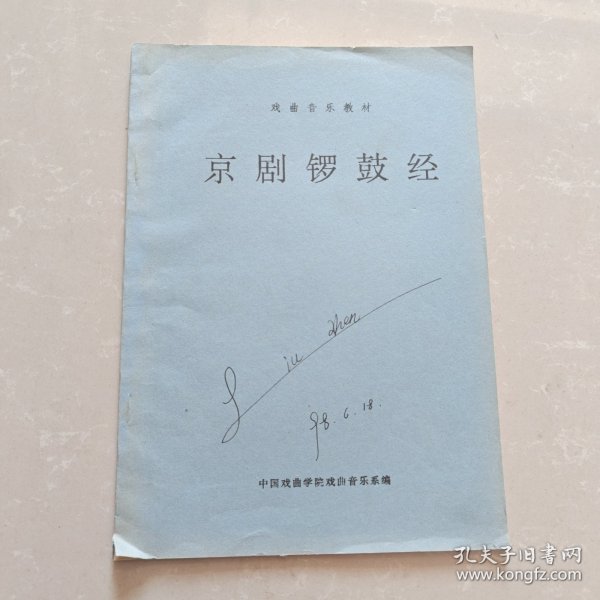 戏曲音乐教材
京剧锣鼓经
Liu Zhen
98.6.18.
中国戏曲学院戏曲音乐系编
孔夫子旧书网
www.kongfz.com